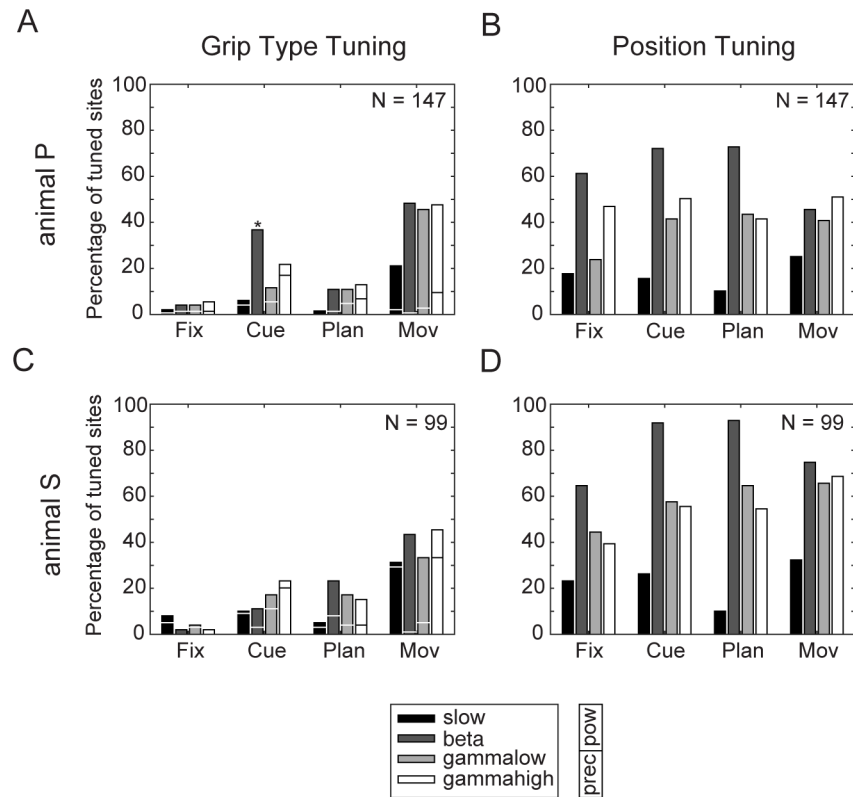 A
Grip Type Tuning
B
Position Tuning
animal P
Percentage of tuned sites
100
80
60
40
20
0
N = 147
*
Fix Cue Plan Mov
100
80
60
40
20
0
N = 147
Fix Cue Plan Mov
C
D
animal S
Percentage of tuned sites
100
80
60
40
20
0
N = 99
Fix Cue Plan Mov
100
80
60
40
20
0
N = 99
Fix Cue Plan Mov
slow
beta
gammalow
gammahigh
prec pow